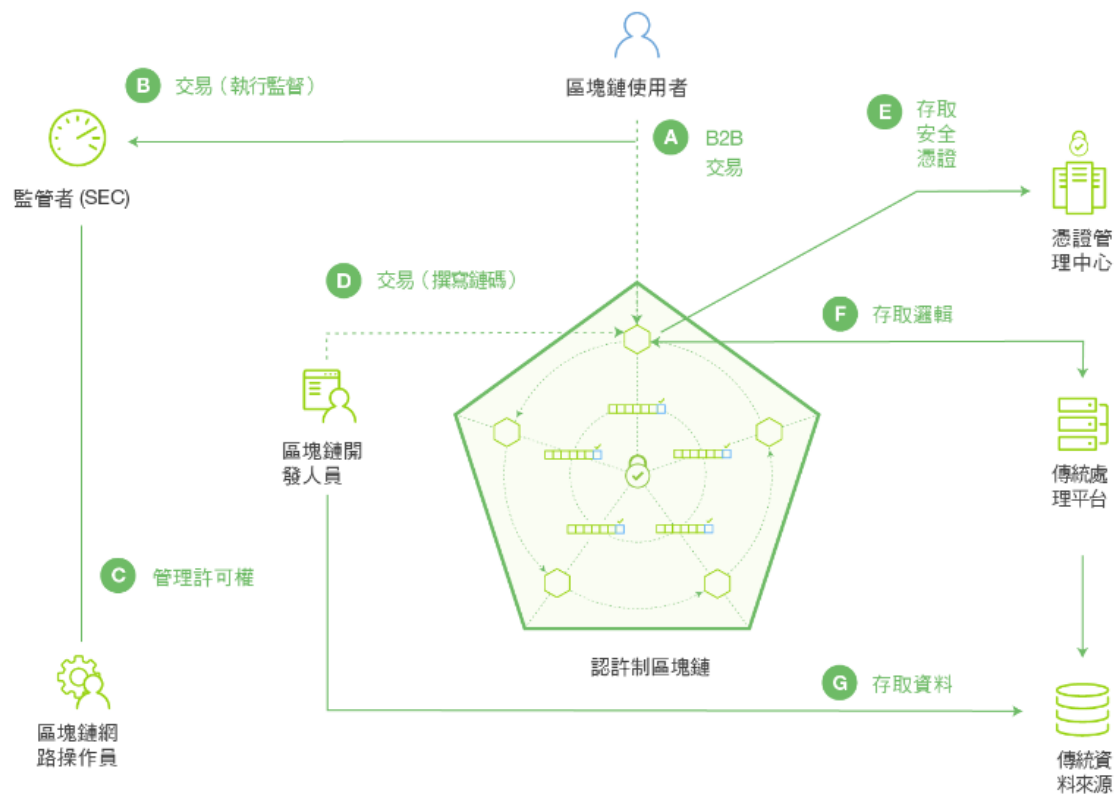 區塊鏈使用者
B 交易（執行監督）
A B2B
交易
E 存取
安全
憑證
監管者 (SEC)
憑證管
理中心
D 交易（撰寫鏈碼）
F 存取邏輯
區塊鏈開
發人員
傳統處
理平台
C 管理許可權
認許制區塊鏈
G 存取資料
區塊鏈網
路操作員
傳統資
料來源